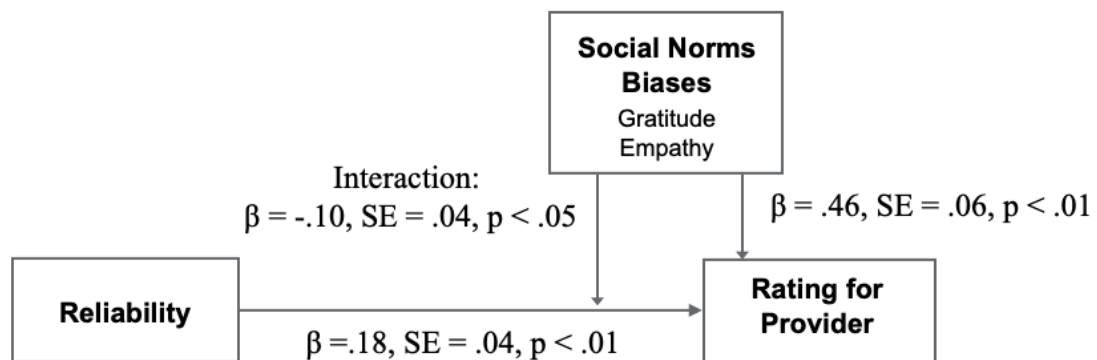 Social Norms
Biases
Gratitude
Empathy
Interaction:
β = -.10, SE = .04, p < .05
β = .46, SE = .06, p < .01
Reliability
Rating for
Provider
β =.18, SE = .04, p < .01